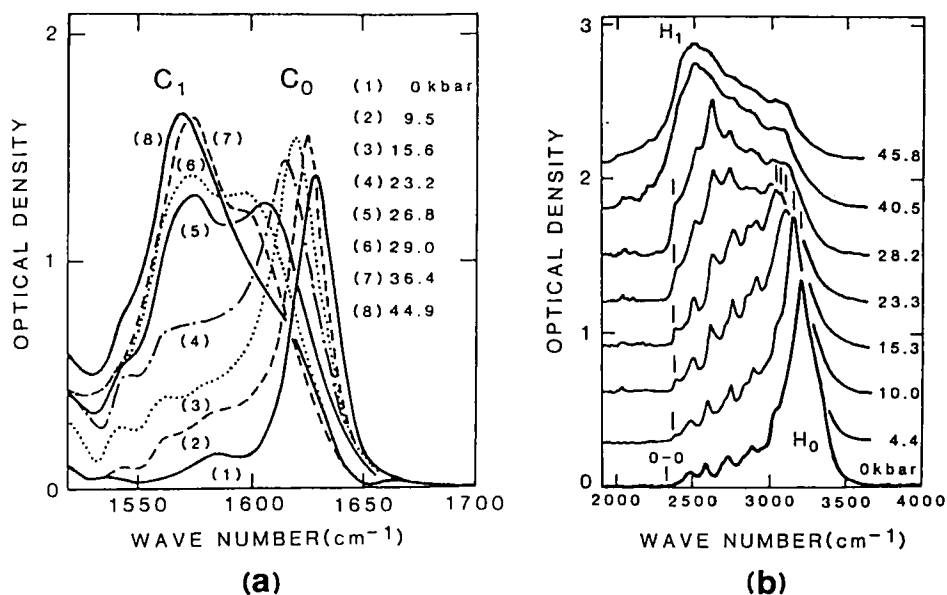 2
1
0
OPTICAL DENSITY
C₁
C₀
(1) 0 kbar
(2) 9.5
(3) 15.6
(4) 23.2
(5) 26.8
(6) 29.0
(7) 36.4
(8) 44.9
(8)
(7)
(6)
(5)
(4)
(3)
(2)
(1)
1550 1600 1650 1700
WAVE NUMBER(cm⁻¹)
(a)
3
2
1
0
OPTICAL DENSITY
H₁
45.8
40.5
28.2
23.3
15.3
10.0
4.4
0 kbar
H₀
0-0
2000 2500 3000 3500 4000
WAVE NUMBER(cm⁻¹)
(b)